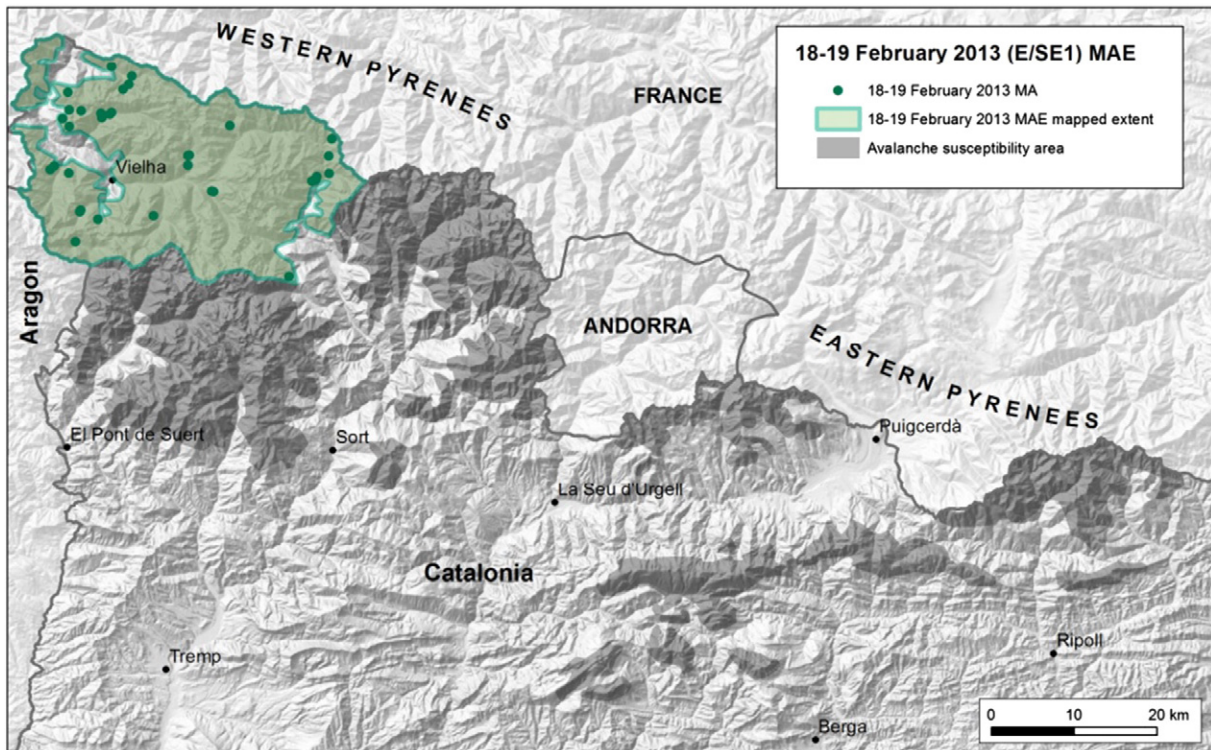 WESTERN PYRENEES
FRANCE
18-19 February 2013 (E/SE1) MAE
18-19 February 2013 MA
18-19 February 2013 MAE mapped extent
Avalanche susceptibility area
Vielha
Aragon
ANDORRA
EASTERN PYRENEES
El Pont de Suert
Sort
Puigcerdà
La Seu d'Urgell
Catalonia
Tremp
Ripoll
Berga
0 10 20 km